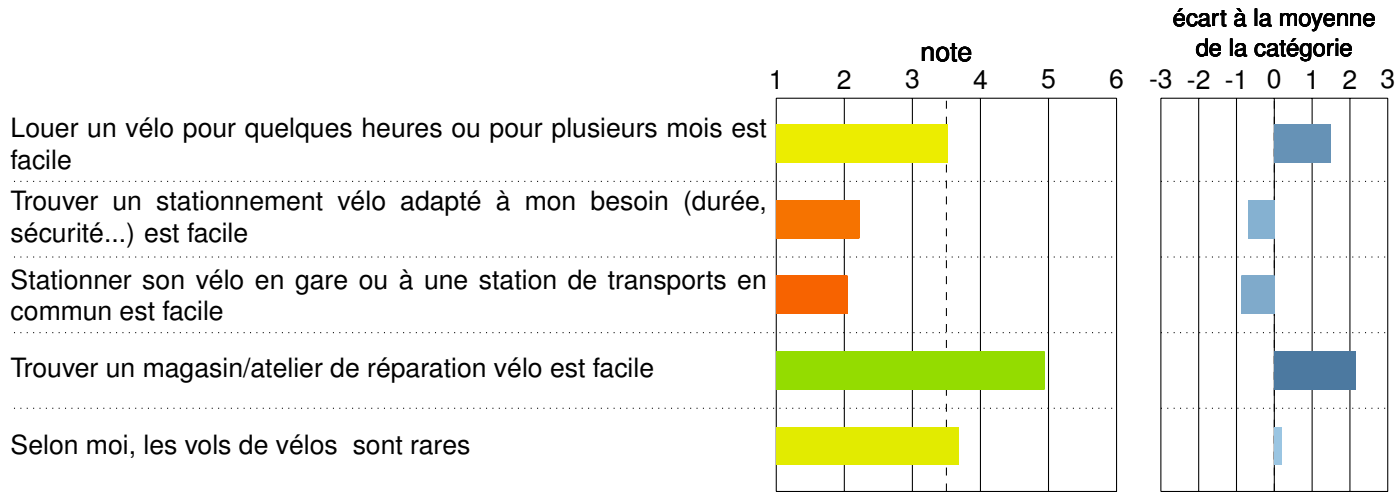 écart à la moyenne
de la catégorie
note
1 2 3 4 5 6
-3 -2 -1 0 1 2 3
Louer un vélo pour quelques heures ou pour plusieurs mois est
facile
Trouver un stationnement vélo adapté à mon besoin (durée,
sécurité...) est facile
Stationner son vélo en gare ou à une station de transports en
commun est facile
Trouver un magasin/atelier de réparation vélo est facile
Selon moi, les vols de vélos sont rares